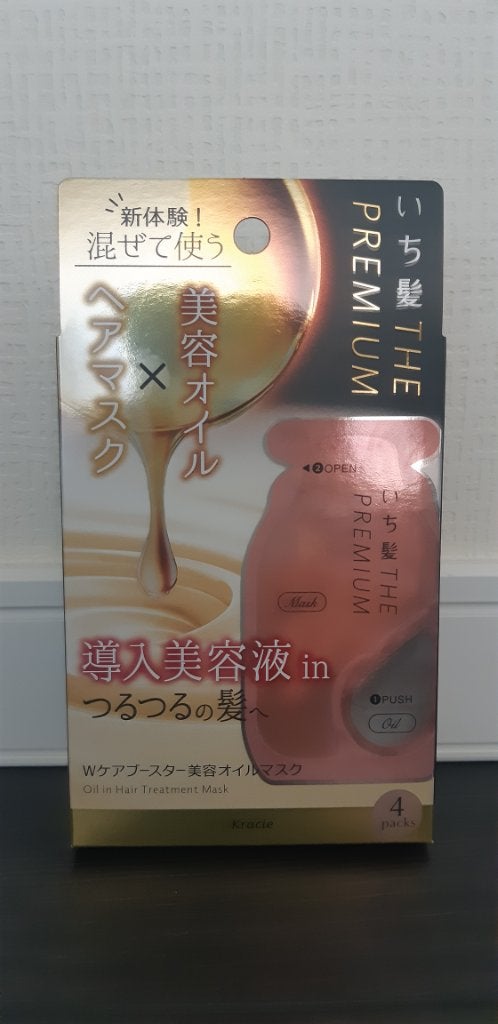 新体験!
混ぜて使う
美容オイル
×
ヘアマスク
いち髪 THE
PREMIUM
◀❷OPEN
いち髪 THE
PREMIUM
Mask
❶PUSH
Oil
導入美容液 in
つるつるの髪へ
Wケアブースター美容オイルマスク
Oil in Hair Treatment Mask
Kracie
4
packs